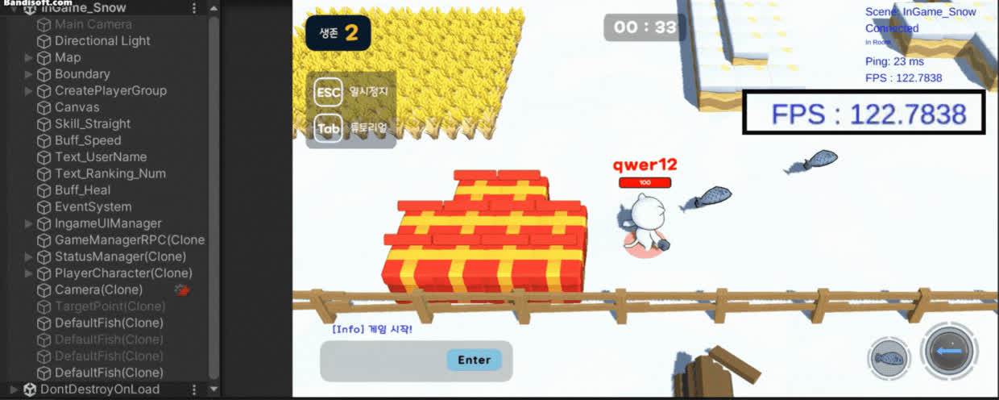 Bandisoft.com
InGame_Snow
Main Camera
Directional Light
Map
Boundary
CreatePlayerGroup
Canvas
Skill_Straight
Buff_Speed
Text_UserName
Text_Ranking_Num
Buff_Heal
EventSystem
IngameUIManager
GameManagerRPC(Clone
StatusManager(Clone)
PlayerCharacter(Clone)
Camera(Clone)
TargetPoint(Clone)
DefaultFish(Clone)
DefaultFish(Clone)
DefaultFish(Clone)
DefaultFish(Clone)
DontDestroyOnLoad
생존 2
ESC 일시정지
Tab 튜토리얼
00 : 33
Scene: InGame_Snow
Connected
In Room
Ping: 23 ms
FPS : 122.7838
FPS : 122.7838
qwer12
100
[Info] 게임 시작!
Enter